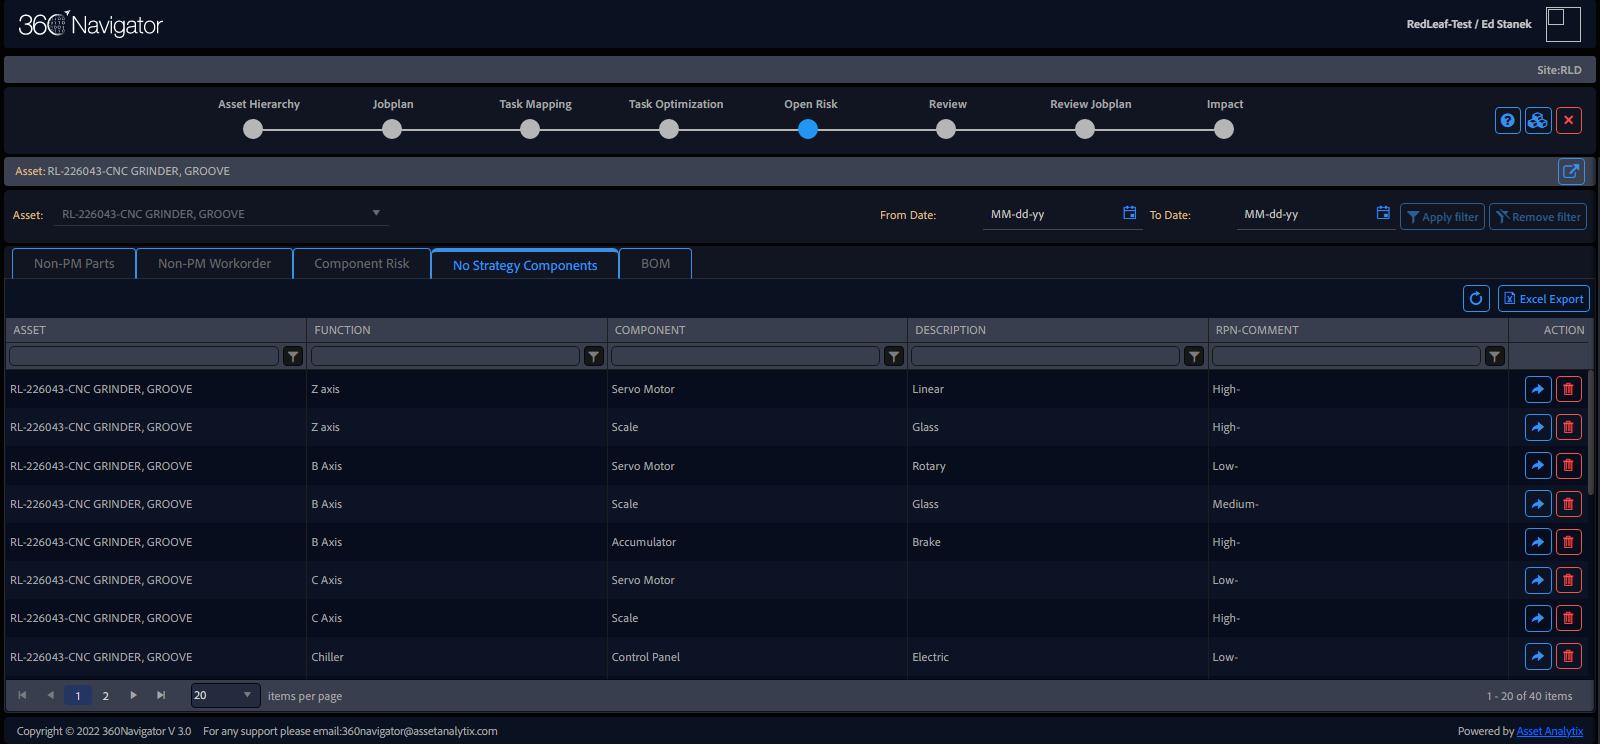 360 Navigator
RedLeaf-Test / Ed Stanek
Site:RLD
Asset Hierarchy Jobplan Task Mapping Task Optimization Open Risk Review Review Jobplan Impact
Asset: RL-226043-CNC GRINDER, GROOVE
Asset: RL-226043-CNC GRINDER, GROOVE From Date: MM-dd-yy To Date: MM-dd-yy Apply filter Remove filter
Non-PM Parts Non-PM Workorder Component Risk No Strategy Components BOM
Excel Export
ASSET FUNCTION COMPONENT DESCRIPTION RPN-COMMENT ACTION
RL-226043-CNC GRINDER, GROOVE Z axis Servo Motor Linear High-
RL-226043-CNC GRINDER, GROOVE Z axis Scale Glass High-
RL-226043-CNC GRINDER, GROOVE B Axis Servo Motor Rotary Low-
RL-226043-CNC GRINDER, GROOVE B Axis Scale Glass Medium-
RL-226043-CNC GRINDER, GROOVE B Axis Accumulator Brake High-
RL-226043-CNC GRINDER, GROOVE C Axis Servo Motor Low-
RL-226043-CNC GRINDER, GROOVE C Axis Scale High-
RL-226043-CNC GRINDER, GROOVE Chiller Control Panel Electric Low-
1 2 20 items per page 1 - 20 of 40 items
Copyright © 2022 360Navigator V 3.0 For any support please email:360navigator@assetanalytix.com Powered by Asset Analytix